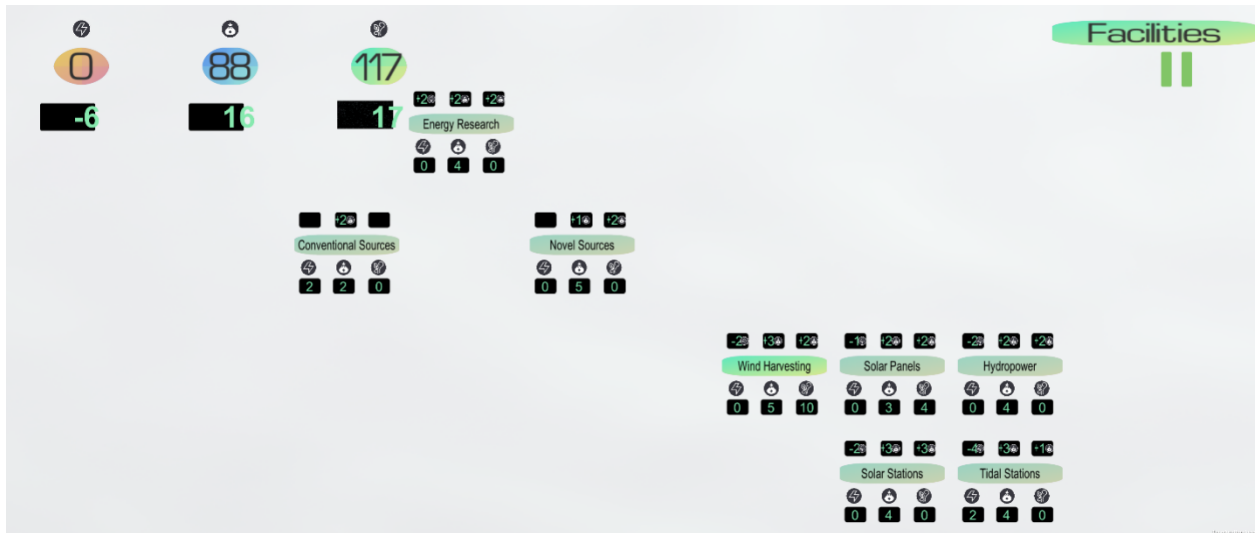 Facilities
0 88 117
-6 16 17
+2 +2 +2
Energy Research
0 4 0
+2
Conventional Sources
2 2 0
+1 +2
Novel Sources
0 5 0
-2 +3 +2
Wind Harvesting
0 5 10
-1 +2 +2
Solar Panels
0 3 4
-2 +2 +2
Hydropower
0 4 0
-2 +3 +3
Solar Stations
0 4 0
-4 +3 +1
Tidal Stations
2 4 0